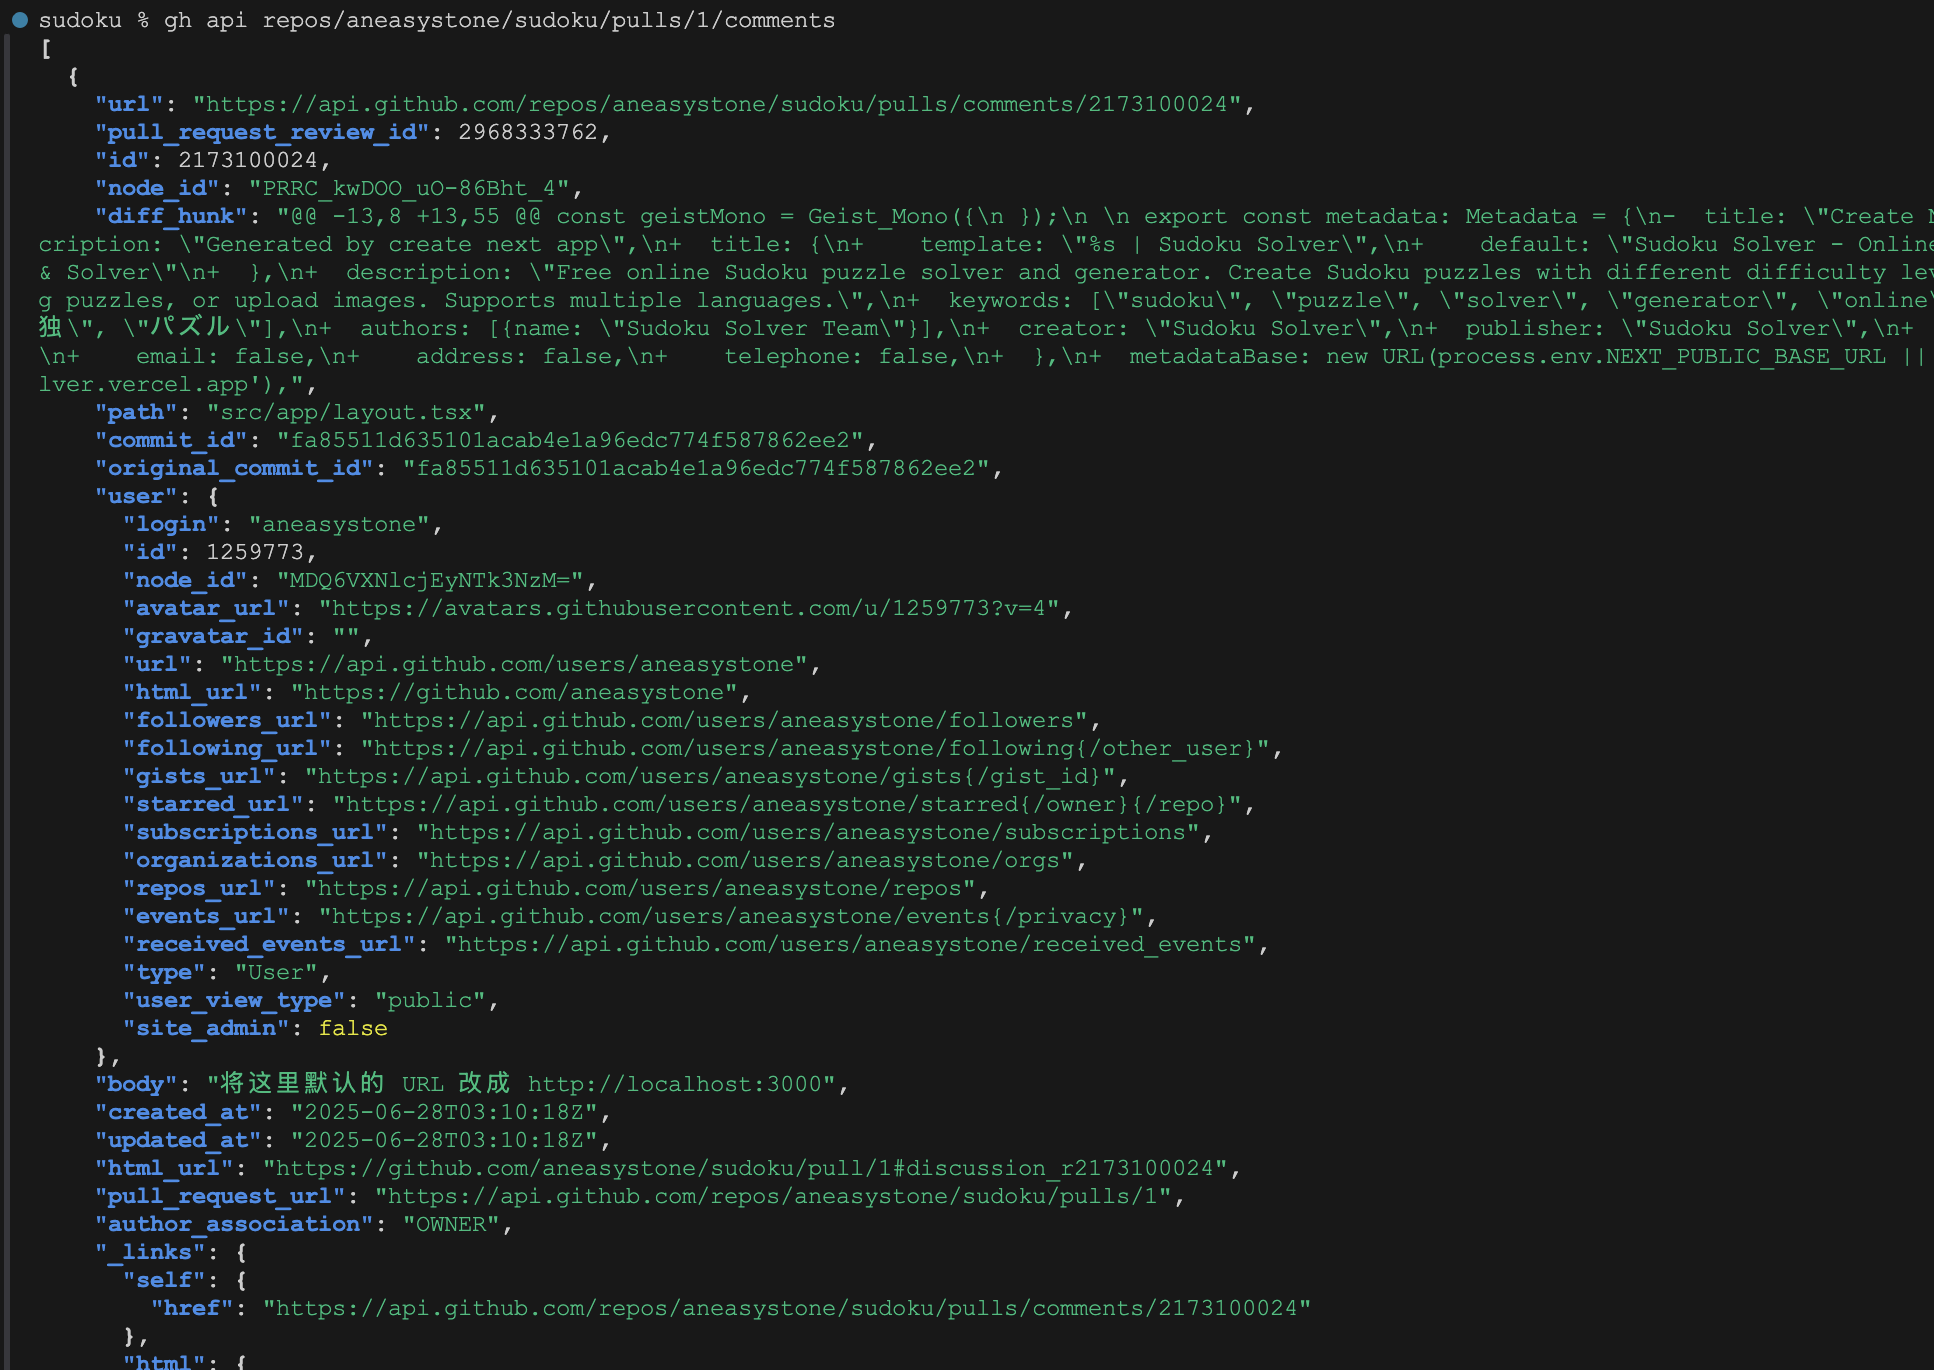 sudoku % gh api repos/aneasystone/sudoku/pulls/1/comments
[
  {
    "url": "https://api.github.com/repos/aneasystone/sudoku/pulls/comments/2173100024",
    "pull_request_review_id": 2968333762,
    "id": 2173100024,
    "node_id": "PRRC_kwDOO_uO-86Bht_4",
    "diff_hunk": "@@ -13,8 +13,55 @@ const geistMono = Geist_Mono({\n });\n \n export const metadata: Metadata = {\n-  title: \"Create
cription: \"Generated by create next app\",\n+  title: {\n+    template: \"%s | Sudoku Solver\",\n+    default: \"Sudoku Solver - Online
& Solver\"\n+  },\n+  description: \"Free online Sudoku puzzle solver and generator. Create Sudoku puzzles with different difficulty
g puzzles, or upload images. Supports multiple languages.\",\n+  keywords: [\"sudoku\", \"puzzle\", \"solver\", \"generator\", \"online\
独\", \"パズル\"],\n+  authors: [{name: \"Sudoku Solver Team\"}],\n+  creator: \"Sudoku Solver\",\n+  publisher: \"Sudoku Solver\",\n+
\n+    email: false,\n+    address: false,\n+    telephone: false,\n+  },\n+  metadataBase: new URL(process.env.NEXT_PUBLIC_BASE_URL ||
lver.vercel.app'),",
    "path": "src/app/layout.tsx",
    "commit_id": "fa85511d635101acab4e1a96edc774f587862ee2",
    "original_commit_id": "fa85511d635101acab4e1a96edc774f587862ee2",
    "user": {
      "login": "aneasystone",
      "id": 1259773,
      "node_id": "MDQ6VXNlcjEyNTk3NzM=",
      "avatar_url": "https://avatars.githubusercontent.com/u/1259773?v=4",
      "gravatar_id": "",
      "url": "https://api.github.com/users/aneasystone",
      "html_url": "https://github.com/aneasystone",
      "followers_url": "https://api.github.com/users/aneasystone/followers",
      "following_url": "https://api.github.com/users/aneasystone/following{/other_user}",
      "gists_url": "https://api.github.com/users/aneasystone/gists{/gist_id}",
      "starred_url": "https://api.github.com/users/aneasystone/starred{/owner}{/repo}",
      "subscriptions_url": "https://api.github.com/users/aneasystone/subscriptions",
      "organizations_url": "https://api.github.com/users/aneasystone/orgs",
      "repos_url": "https://api.github.com/users/aneasystone/repos",
      "events_url": "https://api.github.com/users/aneasystone/events{/privacy}",
      "received_events_url": "https://api.github.com/users/aneasystone/received_events",
      "type": "User",
      "user_view_type": "public",
      "site_admin": false
    },
    "body": "将这里默认的 URL 改成 http://localhost:3000",
    "created_at": "2025-06-28T03:10:18Z",
    "updated_at": "2025-06-28T03:10:18Z",
    "html_url": "https://github.com/aneasystone/sudoku/pull/1#discussion_r2173100024",
    "pull_request_url": "https://api.github.com/repos/aneasystone/sudoku/pulls/1",
    "author_association": "OWNER",
    "_links": {
      "self": {
        "href": "https://api.github.com/repos/aneasystone/sudoku/pulls/comments/2173100024"
      },
      "html": {